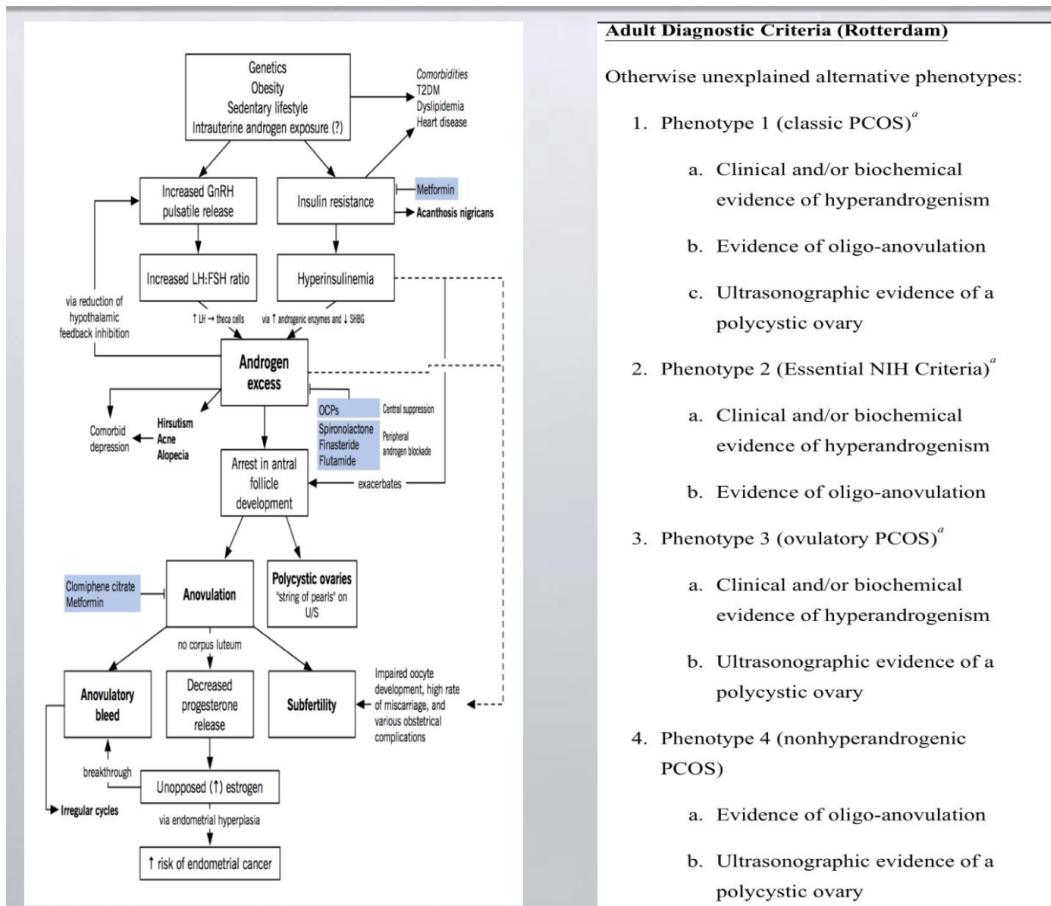 Genetics
Obesity
Sedentary lifestyle
Intrauterine androgen exposure (?)
Comorbidities
T2DM
Dyslipidemia
Heart disease
Increased GnRH
pulsatile release
Insulin resistance
Metformin
Acanthosis nigricans
Increased LH:FSH ratio
Hyperinsulinemia
via reduction of
hypothalamic
feedback inhibition
↑ LH → theca cells
via ↑ androgenic enzymes and ↓ SHBG
Androgen
excess
OCPs
Central suppression
Spironolactone
Finasteride
Flutamide
Peripheral
androgen blockade
Comorbid
depression
Hirsutism
Acne
Alopecia
Arrest in antral
follicle
development
exacerbates
Clomiphene citrate
Metformin
Anovulation
Polycystic ovaries
"string of pearls" on
U/S
no corpus luteum
Anovulatory
bleed
Decreased
progesterone
release
Subfertility
Impaired oocyte
development, high rate
of miscarriage, and
various obstetrical
complications
breakthrough
Unopposed (↑) estrogen
Irregular cycles
via endometrial hyperplasia
↑ risk of endometrial cancer
Adult Diagnostic Criteria (Rotterdam)
Otherwise unexplained alternative phenotypes:
1. Phenotype 1 (classic PCOS)a
a. Clinical and/or biochemical
evidence of hyperandrogenism
b. Evidence of oligo-anovulation
c. Ultrasonographic evidence of a
polycystic ovary
2. Phenotype 2 (Essential NIH Criteria)a
a. Clinical and/or biochemical
evidence of hyperandrogenism
b. Evidence of oligo-anovulation
3. Phenotype 3 (ovulatory PCOS)a
a. Clinical and/or biochemical
evidence of hyperandrogenism
b. Ultrasonographic evidence of a
polycystic ovary
4. Phenotype 4 (nonhyperandrogenic
PCOS)
a. Evidence of oligo-anovulation
b. Ultrasonographic evidence of a
polycystic ovary